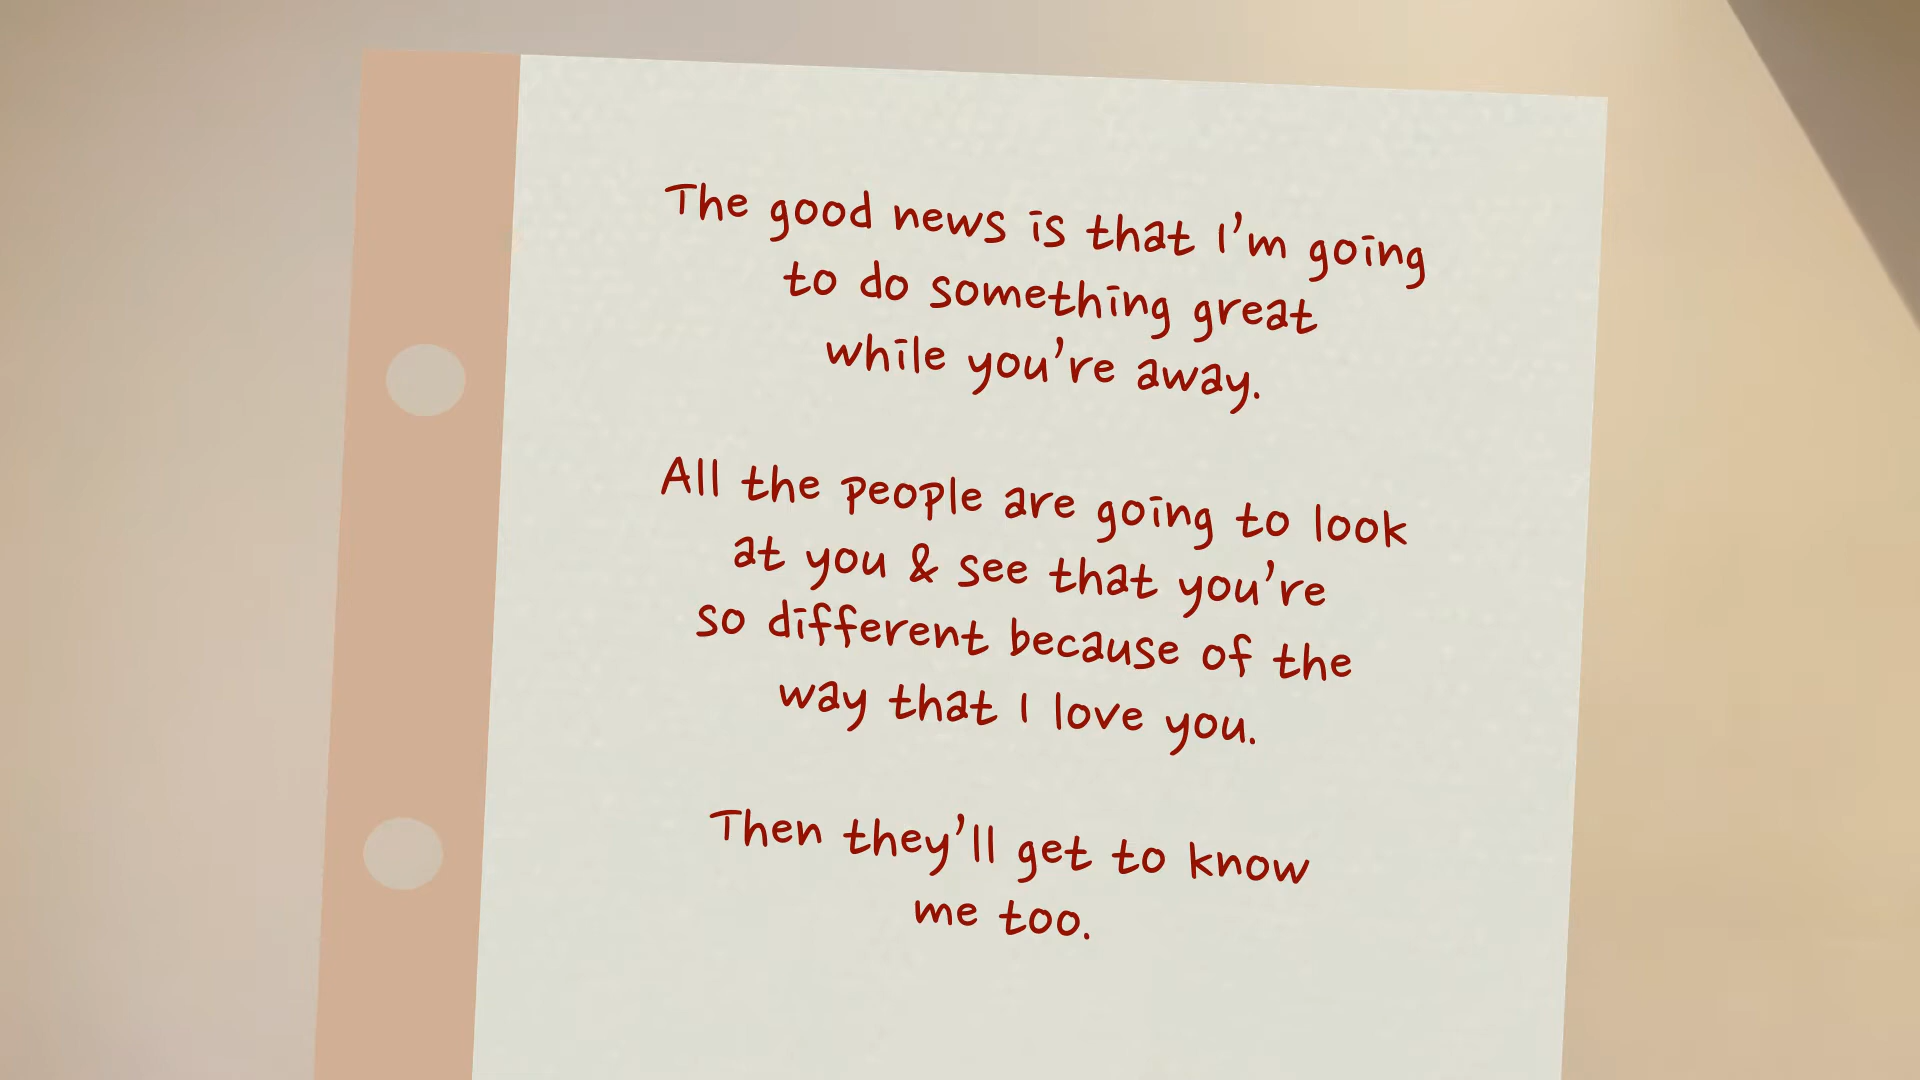 The good news is that I'm going
to do something great
while you're away.
All the people are going to look
at you & see that you're
so different because of the
way that I love you.
Then they'll get to know
me too.